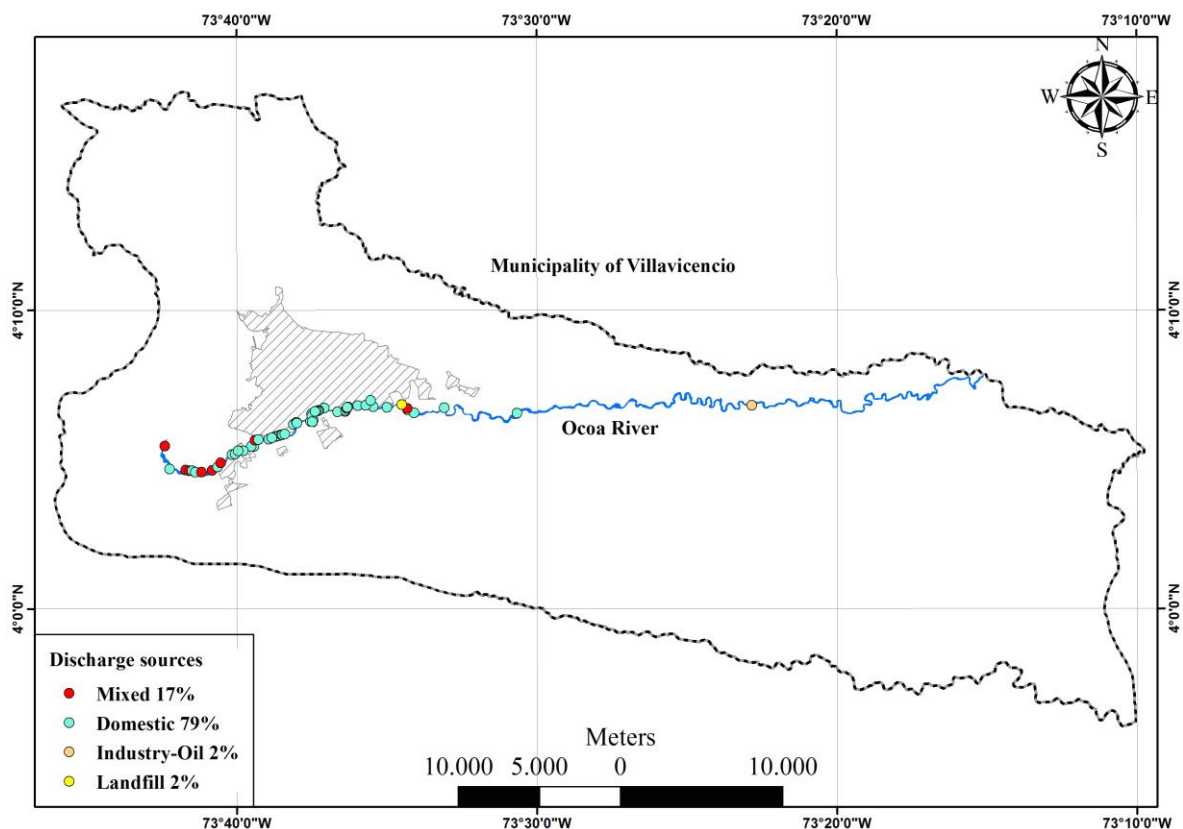 73°40'0"W 73°30'0"W 73°20'0"W 73°10'0"W
N
W E
S
Municipality of Villavicencio
4°10'0"N 4°10'0"N
Ocoa River
4°0'0"N 4°0'0"N
Discharge sources
Mixed 17%
Domestic 79%
Industry-Oil 2%
Landfill 2%
Meters
10.000 5.000 0 10.000
73°40'0"W 73°30'0"W 73°20'0"W 73°10'0"W